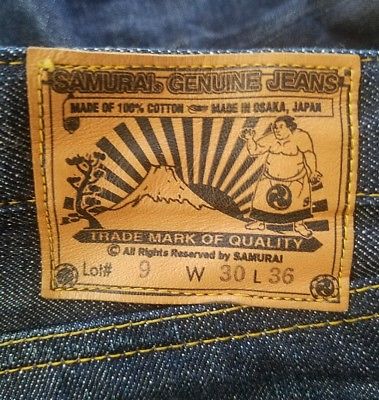 SAMURAI GENUINE JEANS
MADE OF 100% COTTON MADE IN OSAKA, JAPAN
TRADE MARK OF QUALITY
© All Rights Reserved by SAMURAI
Lot# 9 W 30 L 36